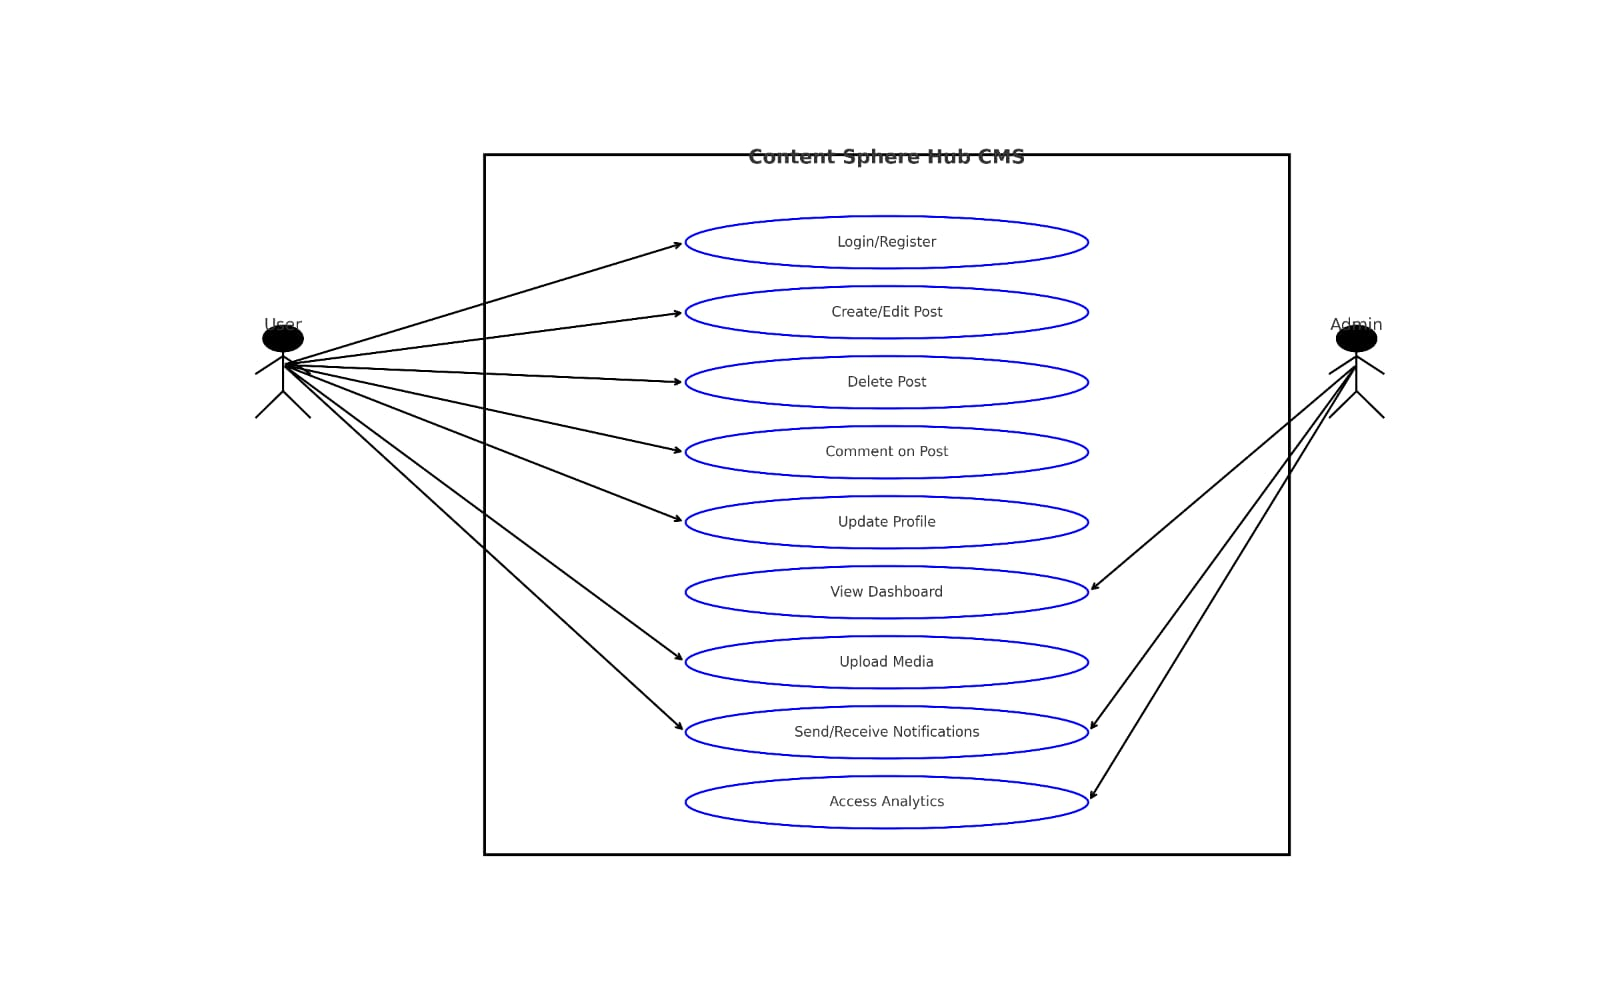 Content Sphere Hub CMS
Login/Register
Create/Edit Post
User
Admin
Delete Post
Comment on Post
Update Profile
View Dashboard
Upload Media
Send/Receive Notifications
Access Analytics